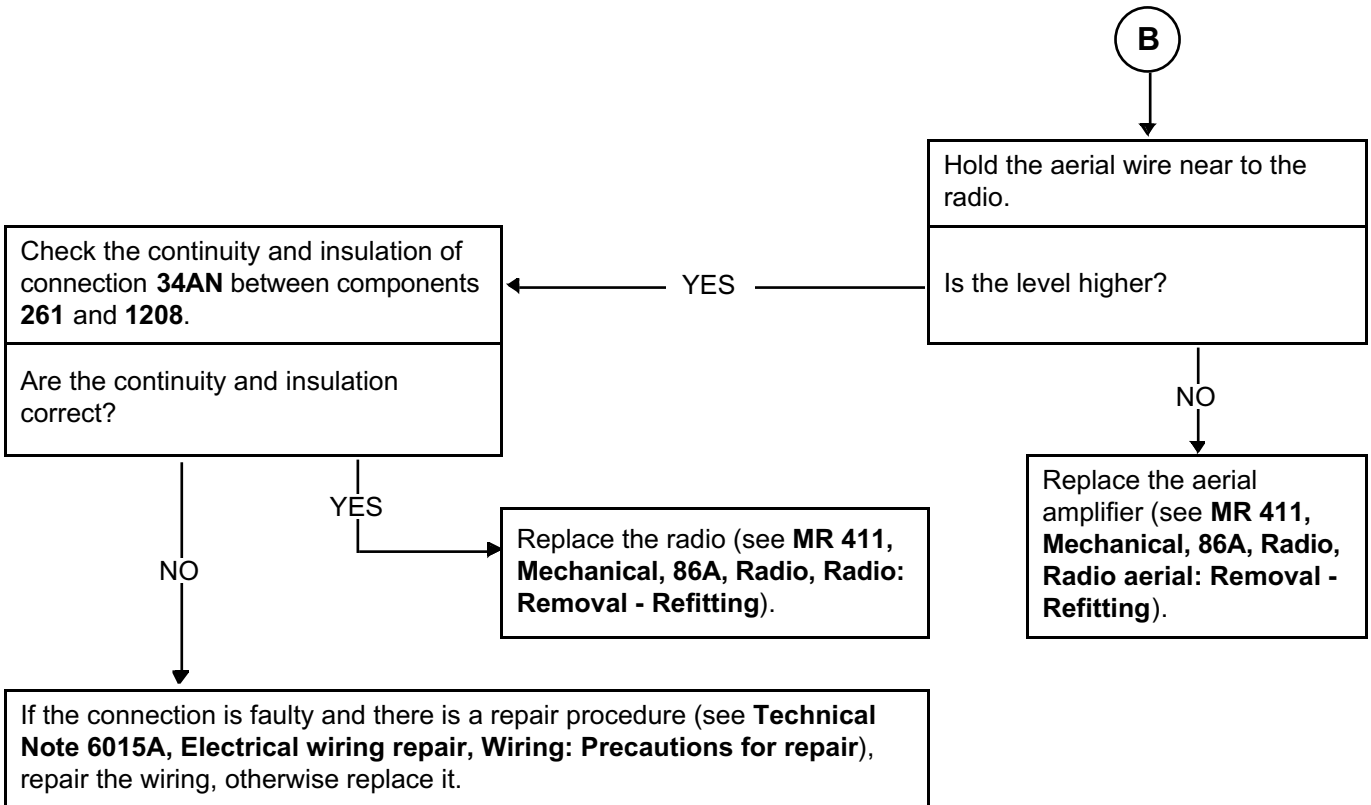 B
Hold the aerial wire near to the
radio.
Is the level higher?
YES
Check the continuity and insulation of
connection 34AN between components
261 and 1208.
Are the continuity and insulation
correct?
NO
Replace the aerial
amplifier (see MR 411,
Mechanical, 86A, Radio,
Radio aerial: Removal -
Refitting).
YES
Replace the radio (see MR 411,
Mechanical, 86A, Radio, Radio:
Removal - Refitting).
NO
If the connection is faulty and there is a repair procedure (see Technical
Note 6015A, Electrical wiring repair, Wiring: Precautions for repair),
repair the wiring, otherwise replace it.